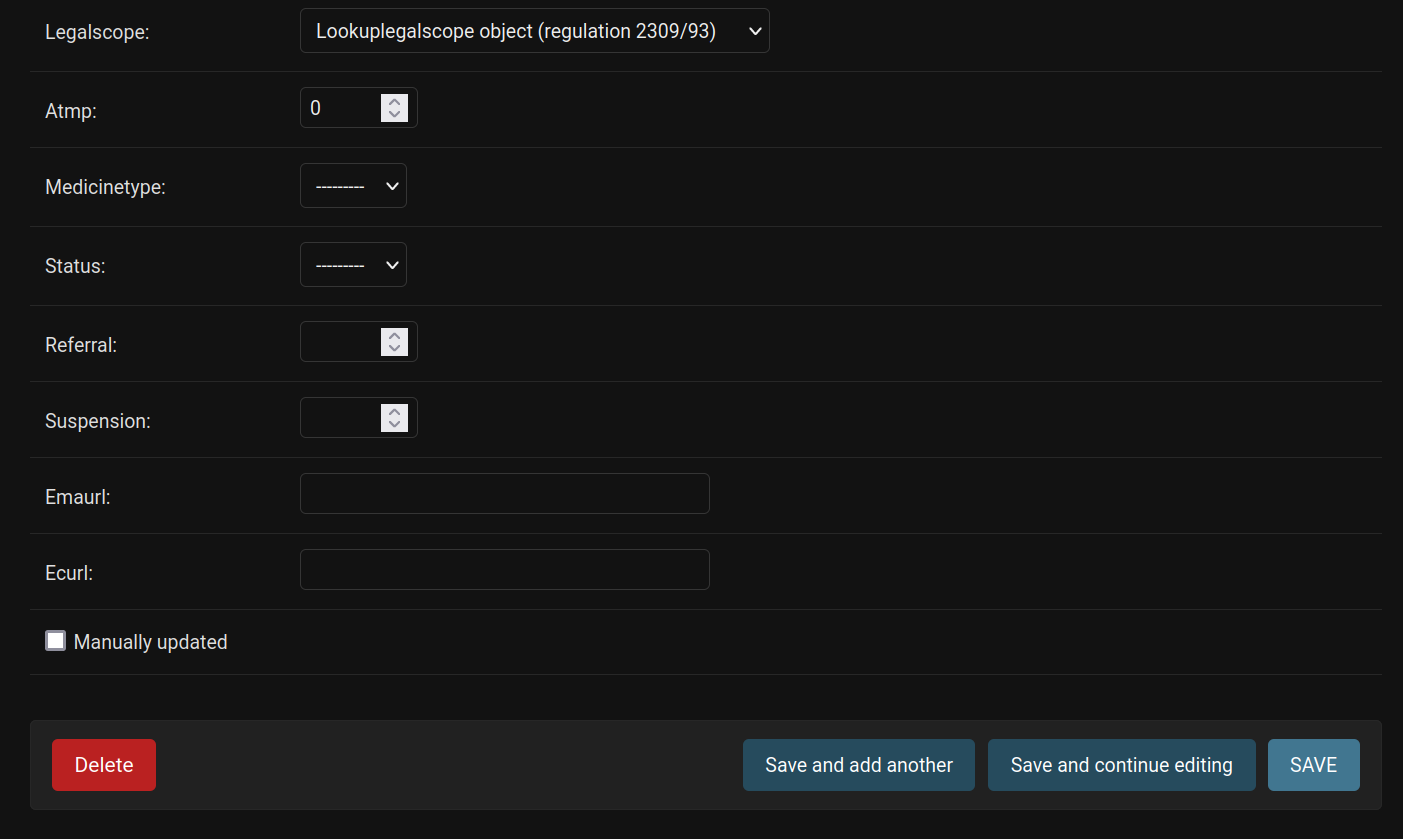 Legalscope: Lookuplegalscope object (regulation 2309/93)
Atmp: 0
Medicinetype: ---------
Status: ---------
Referral:
Suspension:
Emaurl:
Ecurl:
Manually updated
Delete Save and add another Save and continue editing SAVE